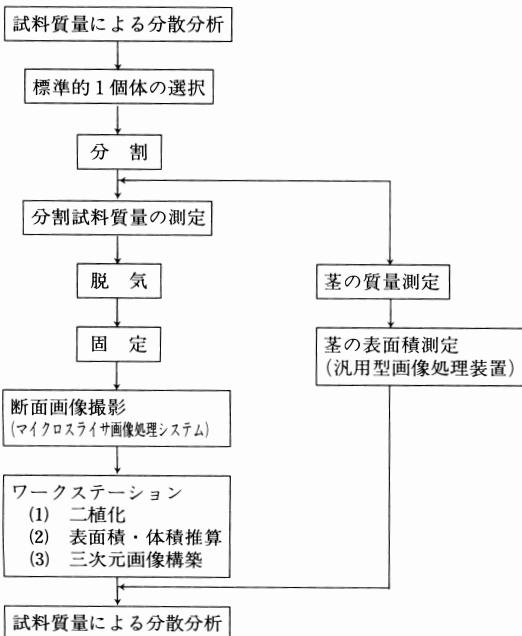 試料質量による分散分析
標準的1個体の選択
分 割
分割試料質量の測定
脱 気
固 定
断面画像撮影
(マイクロスライサ画像処理システム)
ワークステーション
(1) 二植化
(2) 表面積・体積推算
(3) 三次元画像構築
茎の質量測定
茎の表面積測定
(汎用型画像処理装置)
試料質量による分散分析